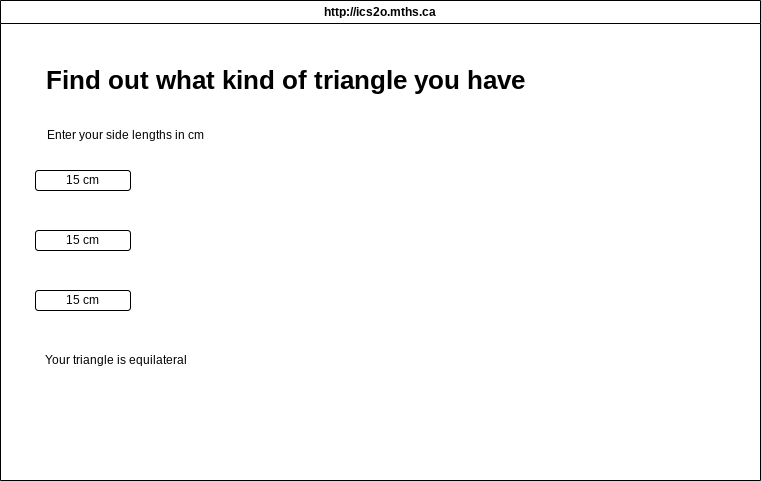 http://ics2o.mths.ca
Find out what kind of triangle you have
Enter your side lengths in cm
15 cm
15 cm
15 cm
Your triangle is equilateral